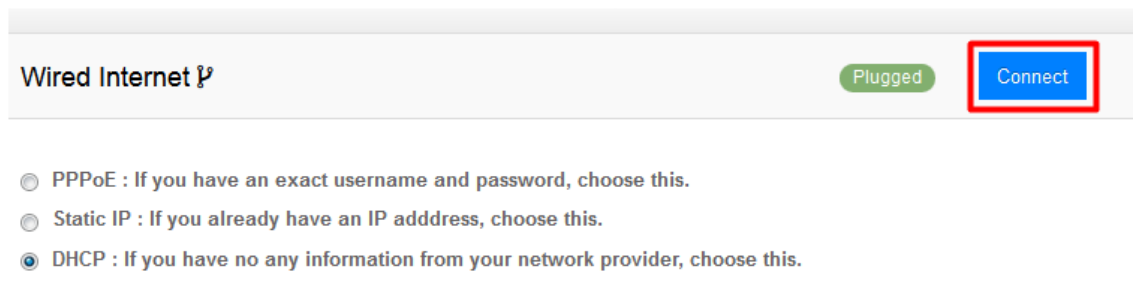 Wired Internet
Plugged
Connect
PPPoE : If you have an exact username and password, choose this.
Static IP : If you already have an IP adddress, choose this.
DHCP : If you have no any information from your network provider, choose this.